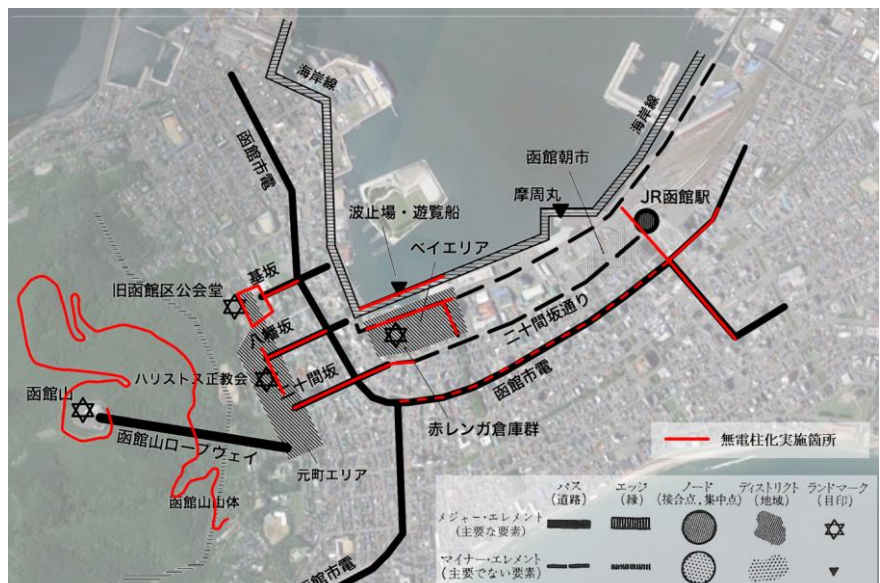 海岸線
海岸線
函館市電
函館朝市
摩周丸
JR函館駅
波止場・遊覧船
ベイエリア
基坂
旧函館区公会堂
八幡坂
二十間坂通り
ハリストス正教会
二十間坂
函館市電
函館山
函館山ロープウェイ
赤レンガ倉庫群
無電柱化実施箇所
元町エリア
函館山山体
函館市電
パス
(道路)
エッジ
(縁)
ノード
(接合点,集中点)
ディストリクト
(地域)
ランドマーク
(目印)
メジャー・エレメント
(主要な要素)
マイナー・エレメント
(主要でない要素)